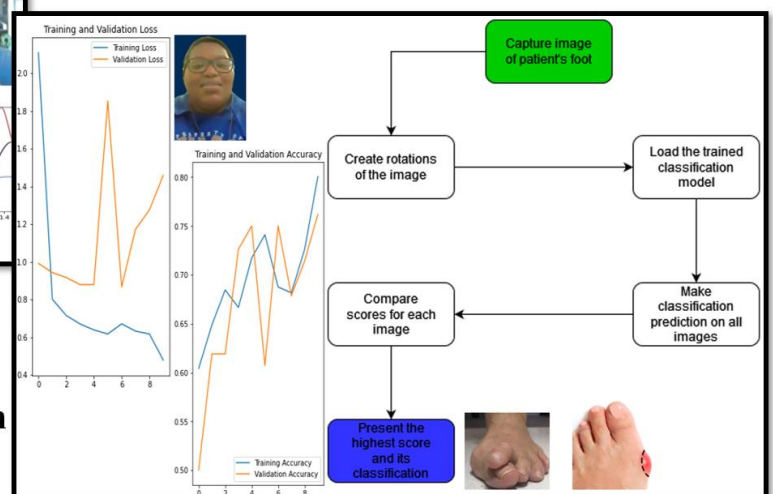 Training and Validation Loss
Training Loss
Validation Loss
2.0
1.8
1.6
1.4
1.2
1.0
0.8
0.6
0.4
0 2 4 6 8
1.4
Training and Validation Accuracy
0.80
0.75
0.70
0.65
0.60
0.55
0.50
Training Accuracy
Validation Accuracy
0 2 4 6 8
Capture image
of patient's foot
Create rotations
of the image
Load the trained
classification
model
Make
classification
prediction on all
images
Compare
scores for each
image
Present the
highest score
and its
classification